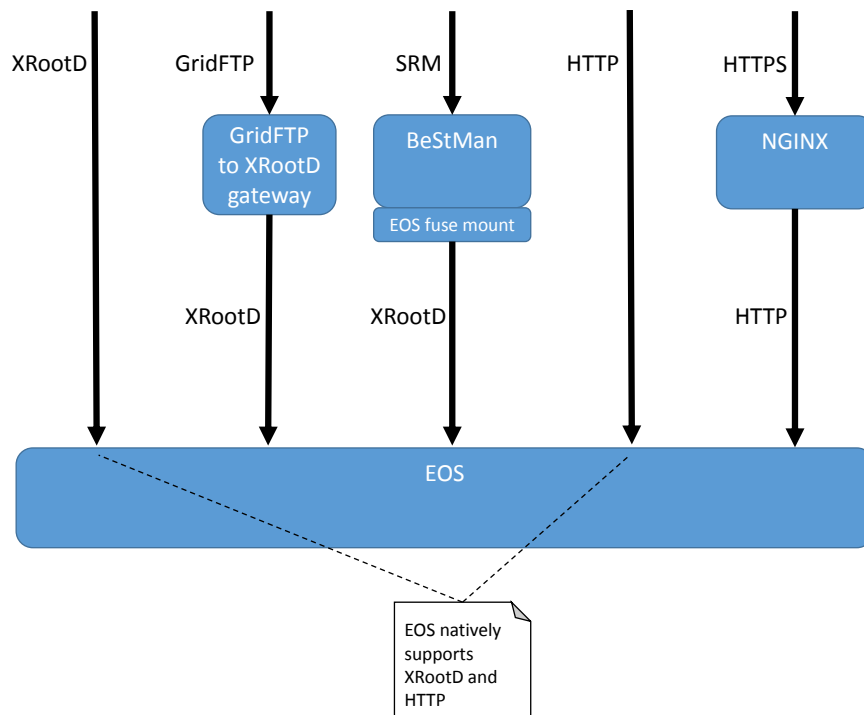 XRootD
GridFTP
SRM
HTTP
HTTPS
GridFTP
to XRootD
gateway
BeStMan
EOS fuse mount
NGINX
XRootD
XRootD
HTTP
EOS
EOS natively
supports
XRootD and
HTTP